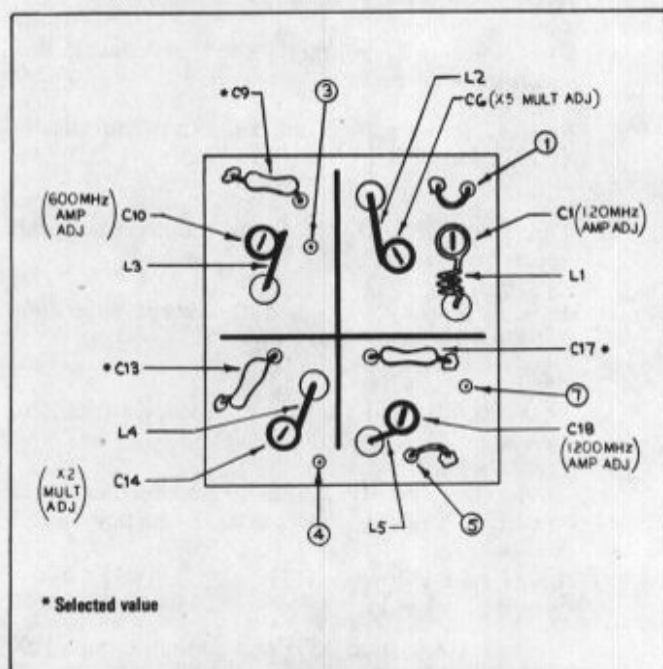 L2
*C9
③
C6 (X5 MULT ADJ)
①
(600MHz AMP ADJ)
C10
C1 (120MHz AMP ADJ)
L3
L1
*C13
C17*
⑦
L4
C18
(1200MHz AMP ADJ)
(X2 MULT ADJ)
C14
④
L5
⑤
* Selected value